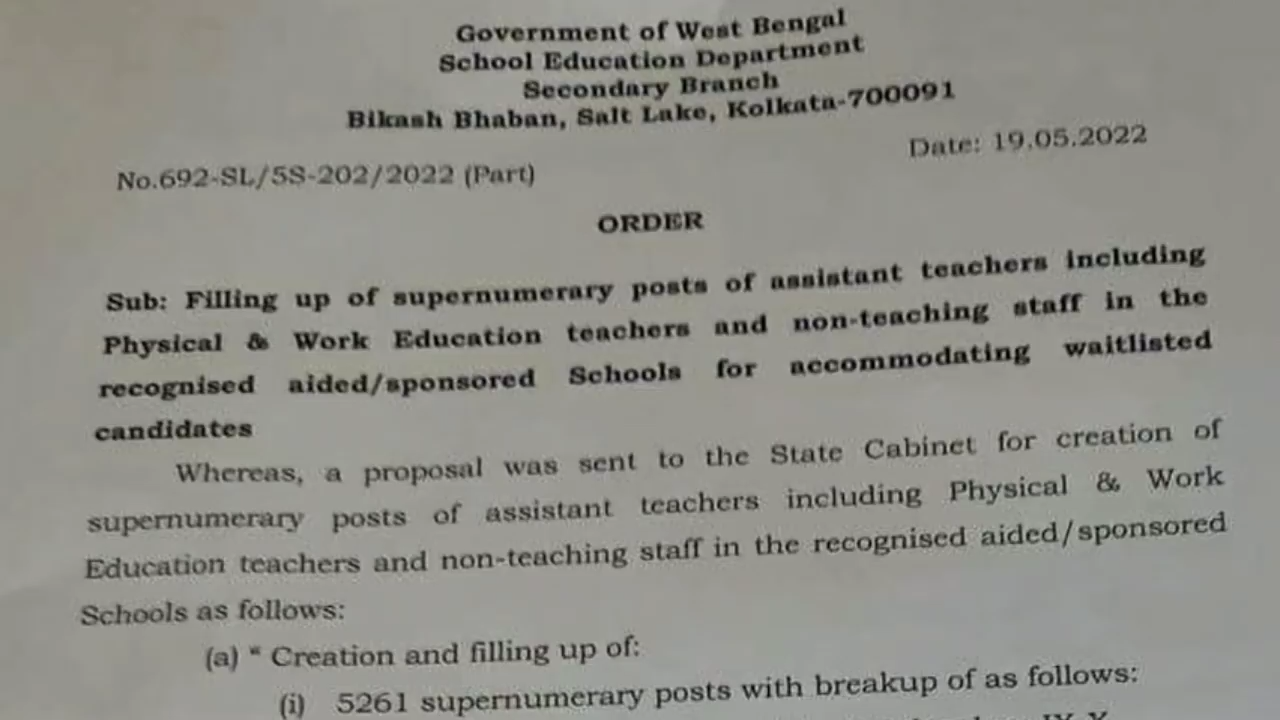 Government of West Bengal
School Education Department
Secondary Branch
Bikash Bhaban, Salt Lake, Kolkata-700091
No.692-SL/5S-202/2022 (Part)
Date: 19.05.2022
ORDER
Sub: Filling up of supernumerary posts of assistant teachers including
Physical & Work Education teachers and non-teaching staff in the
recognised aided/sponsored Schools for accommodating waitlisted
candidates
Whereas, a proposal was sent to the State Cabinet for creation of
supernumerary posts of assistant teachers including Physical & Work
Education teachers and non-teaching staff in the recognised aided/sponsored
Schools as follows:
(a) “ Creation and filling up of:
(i) 5261 supernumerary posts with breakup of as follows: